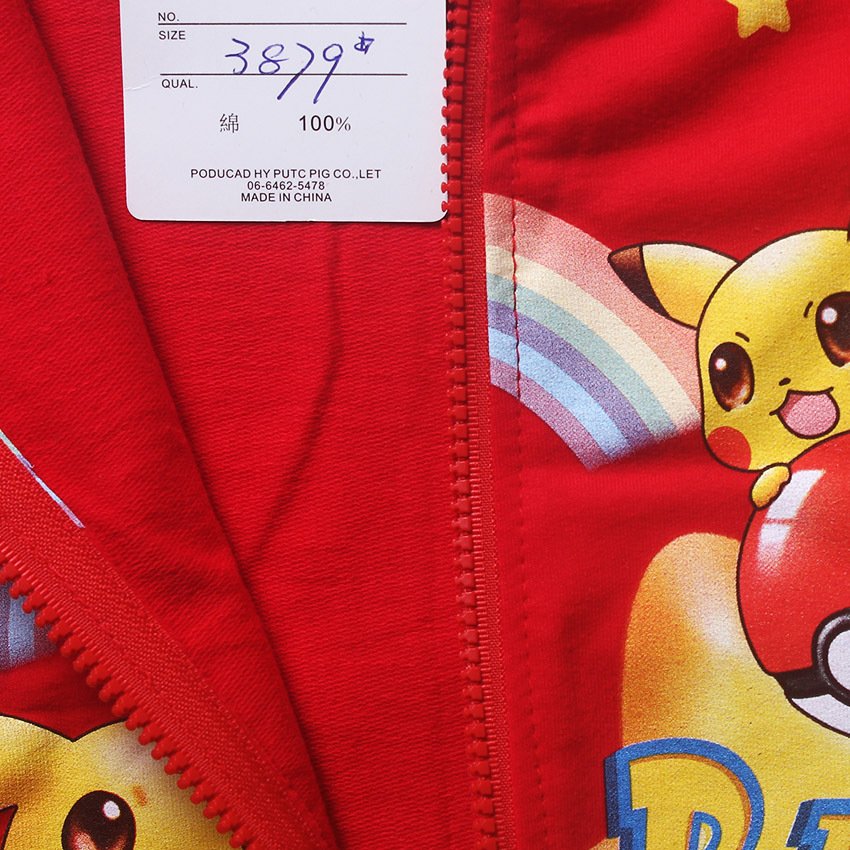 NO.
SIZE 3879#
QUAL.
綿 100%
PODUCAD HY PUTC PIG CO.,LET
06-6462-5478
MADE IN CHINA